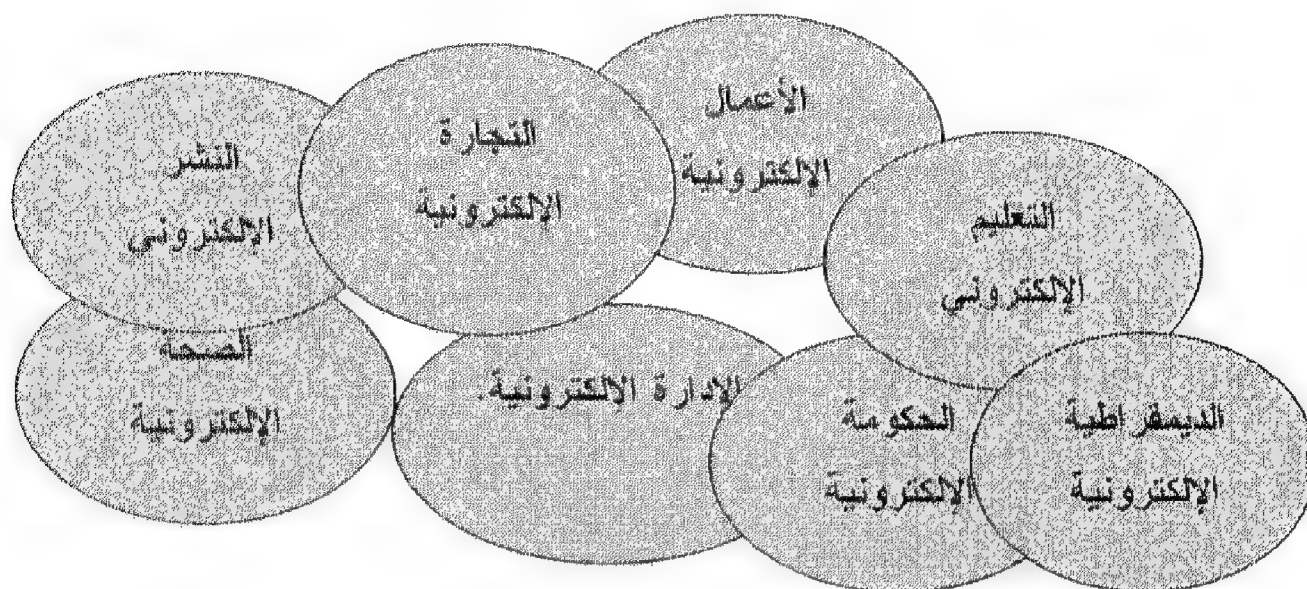 الأعمال
الإلكترونية
التجارة
الإلكترونية
النشر
الإلكتروني
التعليم
الإلكتروني
الصحة
الإلكترونية
الإدارة الإلكترونية.
الحكومة
الإلكترونية
الديمقراطية
الإلكترونية